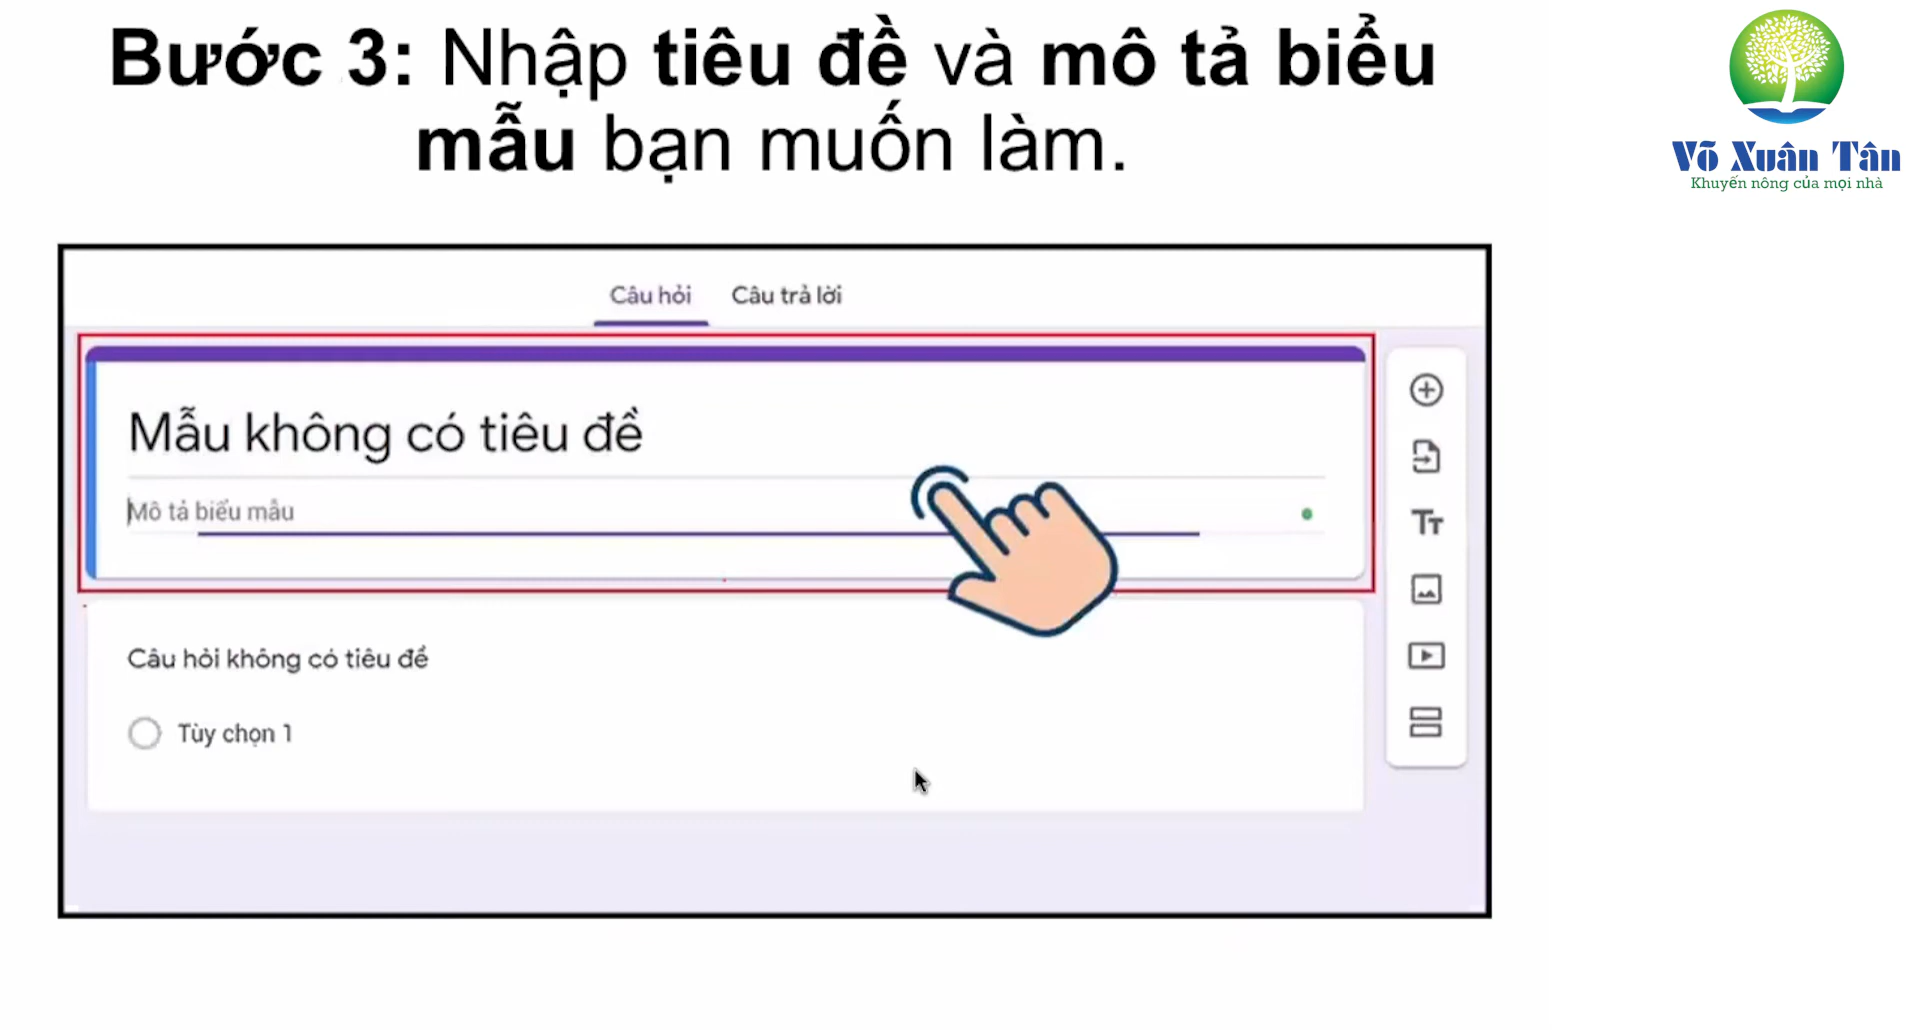 Bước 3: Nhập tiêu đề và mô tả biểu
mẫu bạn muốn làm.
Võ Xuân Tân
Khuyến nông của mọi nhà
Câu hỏi Câu trả lời
Mẫu không có tiêu đề
Mô tả biểu mẫu
Câu hỏi không có tiêu đề
Tùy chọn 1